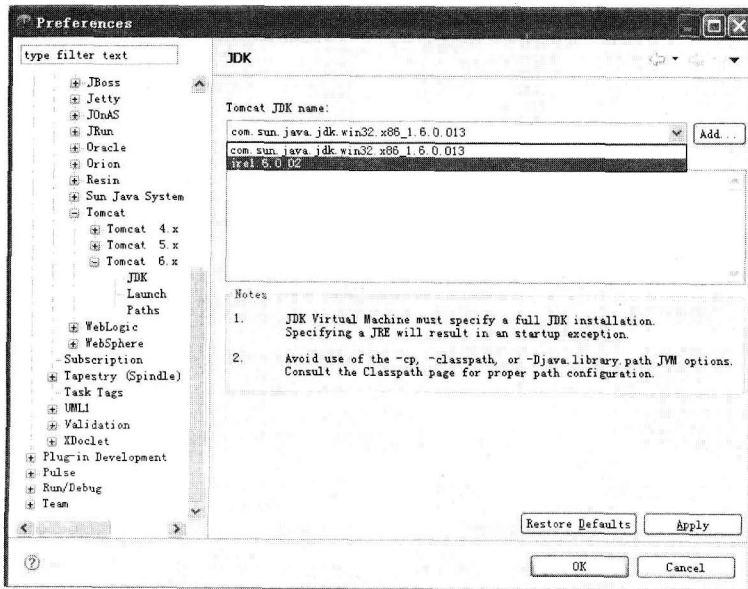 Preferences
type filter text
JBoss
Jetty
JOnAS
JRun
Oracle
Orion
Resin
Sun Java System
Tomcat
Tomcat 4.x
Tomcat 5.x
Tomcat 6.x
JDK
Launch
Paths
WebLogic
WebSphere
Subscription
Tapestry (Spindle)
Task Tags
UML1
Validation
XDoclet
Plug-in Development
Pulse
Run/Debug
Team
JDK
Tomcat JDK name:
com.sun.java.jdk.win32.x86_1.6.0.013
Add...
com.sun.java.jdk.win32.x86_1.6.0.013
jre1.6.0_02
Notes
1. JDK Virtual Machine must specify a full JDK installation.
Specifying a JRE will result in an startup exception.
2. Avoid use of the -cp, -classpath, or -Djava.library.path JVM options.
Consult the Classpath page for proper path configuration.
Restore Defaults
Apply
OK
Cancel